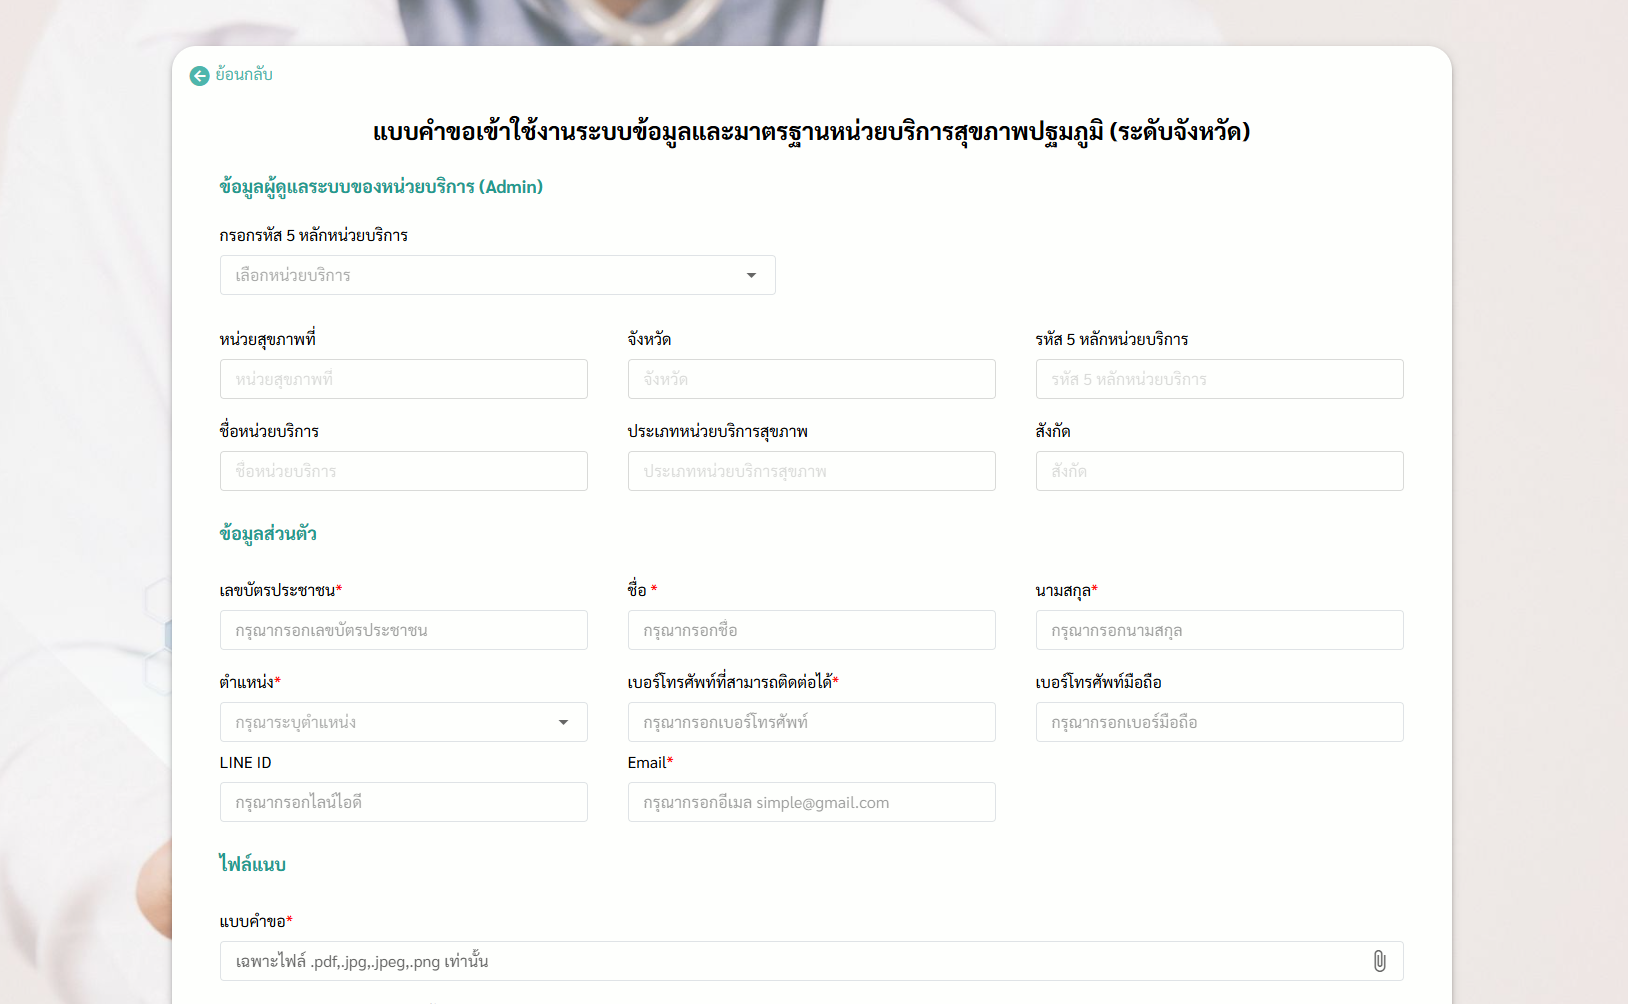 ย้อนกลับ
แบบคำขอเข้าใช้งานระบบข้อมูลและมาตรฐานหน่วยบริการสุขภาพปฐมภูมิ (ระดับจังหวัด)
ข้อมูลผู้ดูแลระบบของหน่วยบริการ (Admin)
กรอกรหัส 5 หลักหน่วยบริการ
เลือกหน่วยบริการ
หน่วยสุขภาพที่ จังหวัด รหัส 5 หลักหน่วยบริการ
หน่วยสุขภาพที่ จังหวัด รหัส 5 หลักหน่วยบริการ
ชื่อหน่วยบริการ ประเภทหน่วยบริการสุขภาพ สังกัด
ชื่อหน่วยบริการ ประเภทหน่วยบริการสุขภาพ สังกัด
ข้อมูลส่วนตัว
เลขบัตรประชาชน* ชื่อ * นามสกุล*
กรุณากรอกเลขบัตรประชาชน กรุณากรอกชื่อ กรุณากรอกนามสกุล
ตำแหน่ง* เบอร์โทรศัพท์ที่สามารถติดต่อได้* เบอร์โทรศัพท์มือถือ
กรุณาระบุตำแหน่ง กรุณากรอกเบอร์โทรศัพท์ กรุณากรอกเบอร์มือถือ
LINE ID Email*
กรุณากรอกไลน์ไอดี กรุณากรอกอีเมล simple@gmail.com
ไฟล์แนบ
แบบคำขอ*
เฉพาะไฟล์ .pdf,.jpg,.jpeg,.png เท่านั้น